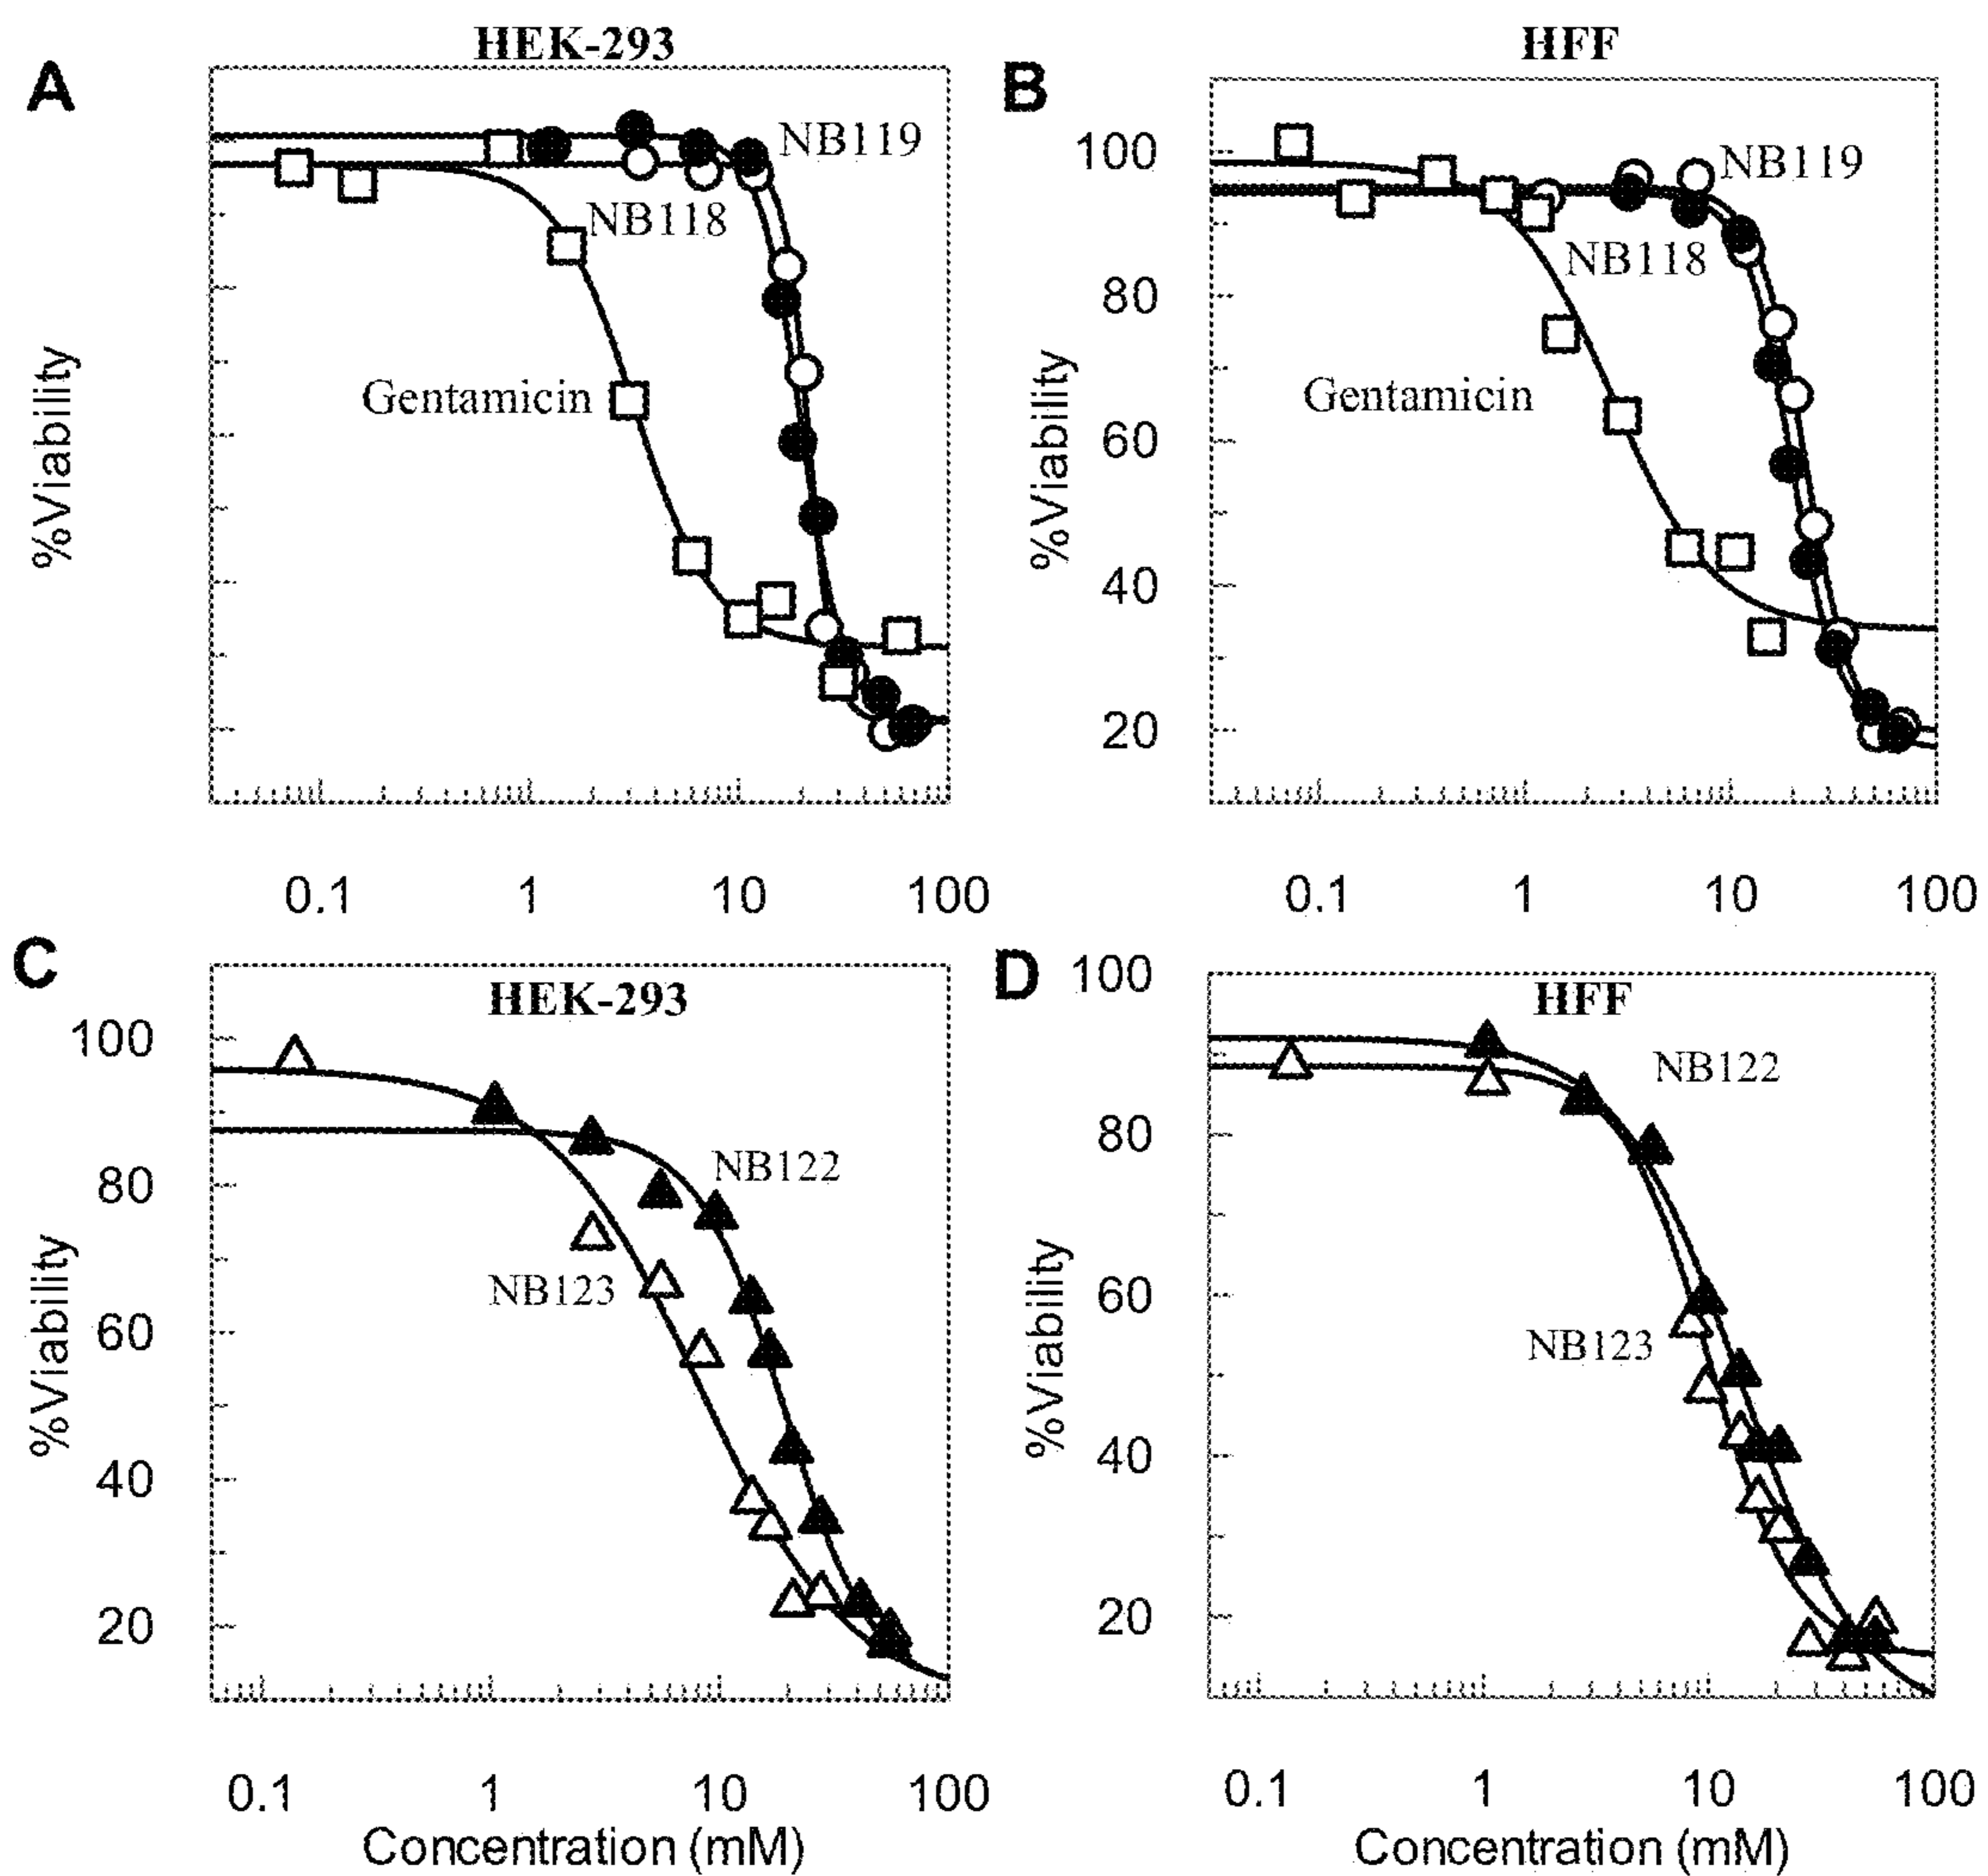 A
HEK-293
NB119
NB118
Gentamicin
%Viability
0.1 1 10 100
B
HFF
100
80
60
40
20
NB119
NB118
Gentamicin
%Viability
0.1 1 10 100
C
HEK-293
100
80
60
40
20
NB122
NB123
%Viability
0.1 1 10 100
Concentration (mM)
D
HFF
100
80
60
40
20
NB122
NB123
%Viability
0.1 1 10 100
Concentration (mM)